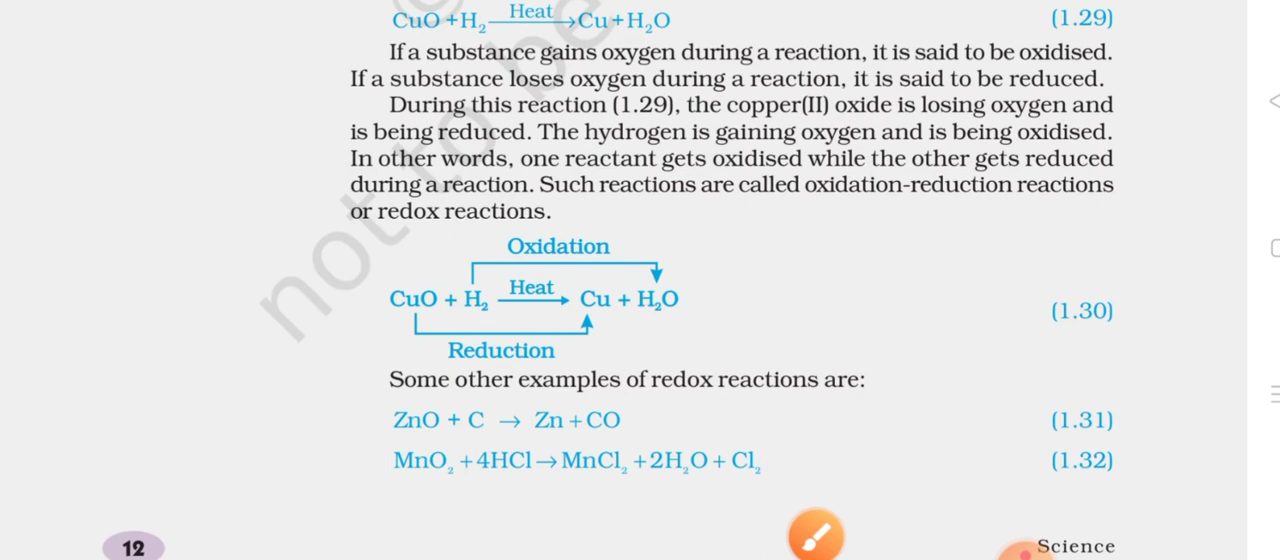 CuO +H₂ Heat→ Cu+H₂O (1.29)
If a substance gains oxygen during a reaction, it is said to be oxidised.
If a substance loses oxygen during a reaction, it is said to be reduced.
During this reaction (1.29), the copper(II) oxide is losing oxygen and
is being reduced. The hydrogen is gaining oxygen and is being oxidised.
In other words, one reactant gets oxidised while the other gets reduced
during a reaction. Such reactions are called oxidation-reduction reactions
or redox reactions.
Oxidation
CuO + H₂ Heat→ Cu + H₂O (1.30)
Reduction
Some other examples of redox reactions are:
ZnO + C → Zn + CO (1.31)
MnO₂ + 4HCl → MnCl₂ + 2H₂O + Cl₂ (1.32)
12 Science
not to be